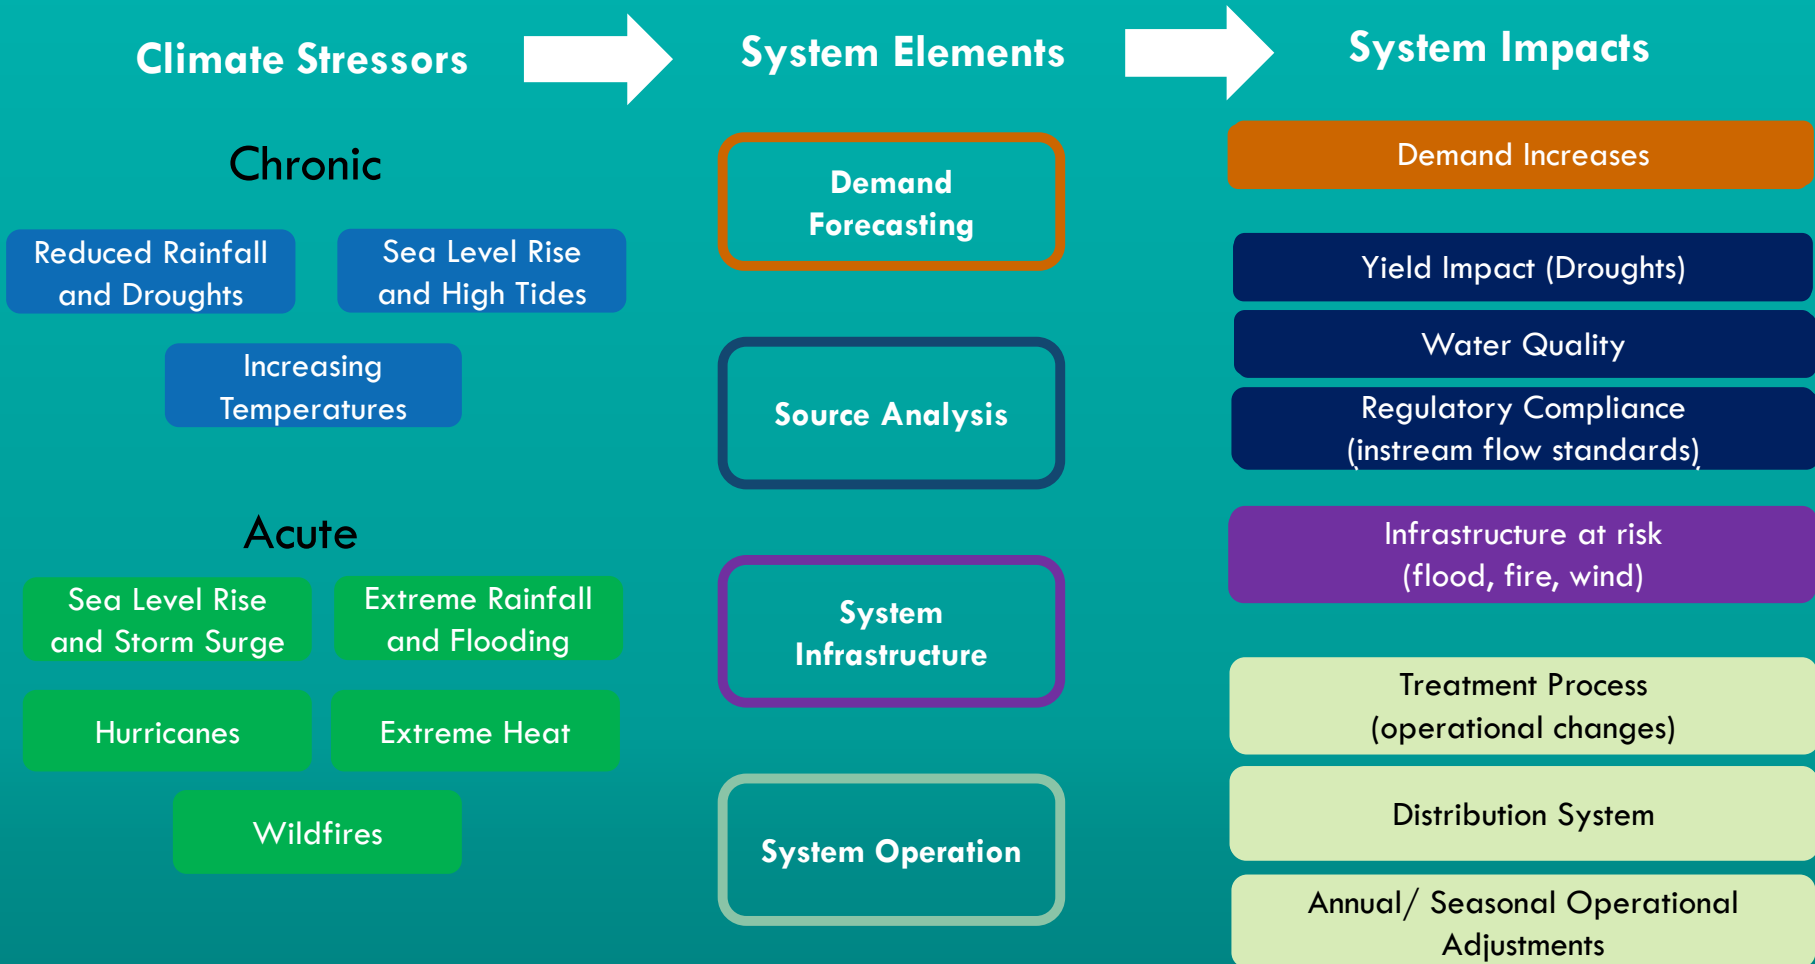 Climate Stressors
System Elements
System Impacts
Chronic
Reduced Rainfall
and Droughts
Sea Level Rise
and High Tides
Increasing
Temperatures
Acute
Sea Level Rise
and Storm Surge
Extreme Rainfall
and Flooding
Hurricanes
Extreme Heat
Wildfires
Demand
Forecasting
Source Analysis
System
Infrastructure
System Operation
Demand Increases
Yield Impact (Droughts)
Water Quality
Regulatory Compliance
(instream flow standards)
Infrastructure at risk
(flood, fire, wind)
Treatment Process
(operational changes)
Distribution System
Annual/ Seasonal Operational
Adjustments